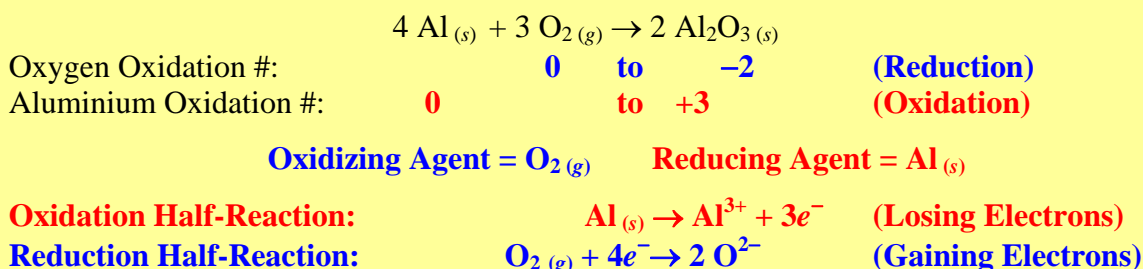 4 Al (s) + 3 O₂ (g) → 2 Al₂O₃ (s)
Oxygen Oxidation #: 0 to −2 (Reduction)
Aluminium Oxidation #: 0 to +3 (Oxidation)
Oxidizing Agent = O₂ (g) Reducing Agent = Al (s)
Oxidation Half-Reaction: Al (s) → Al³⁺ + 3e⁻ (Losing Electrons)
Reduction Half-Reaction: O₂ (g) + 4e⁻ → 2 O²⁻ (Gaining Electrons)